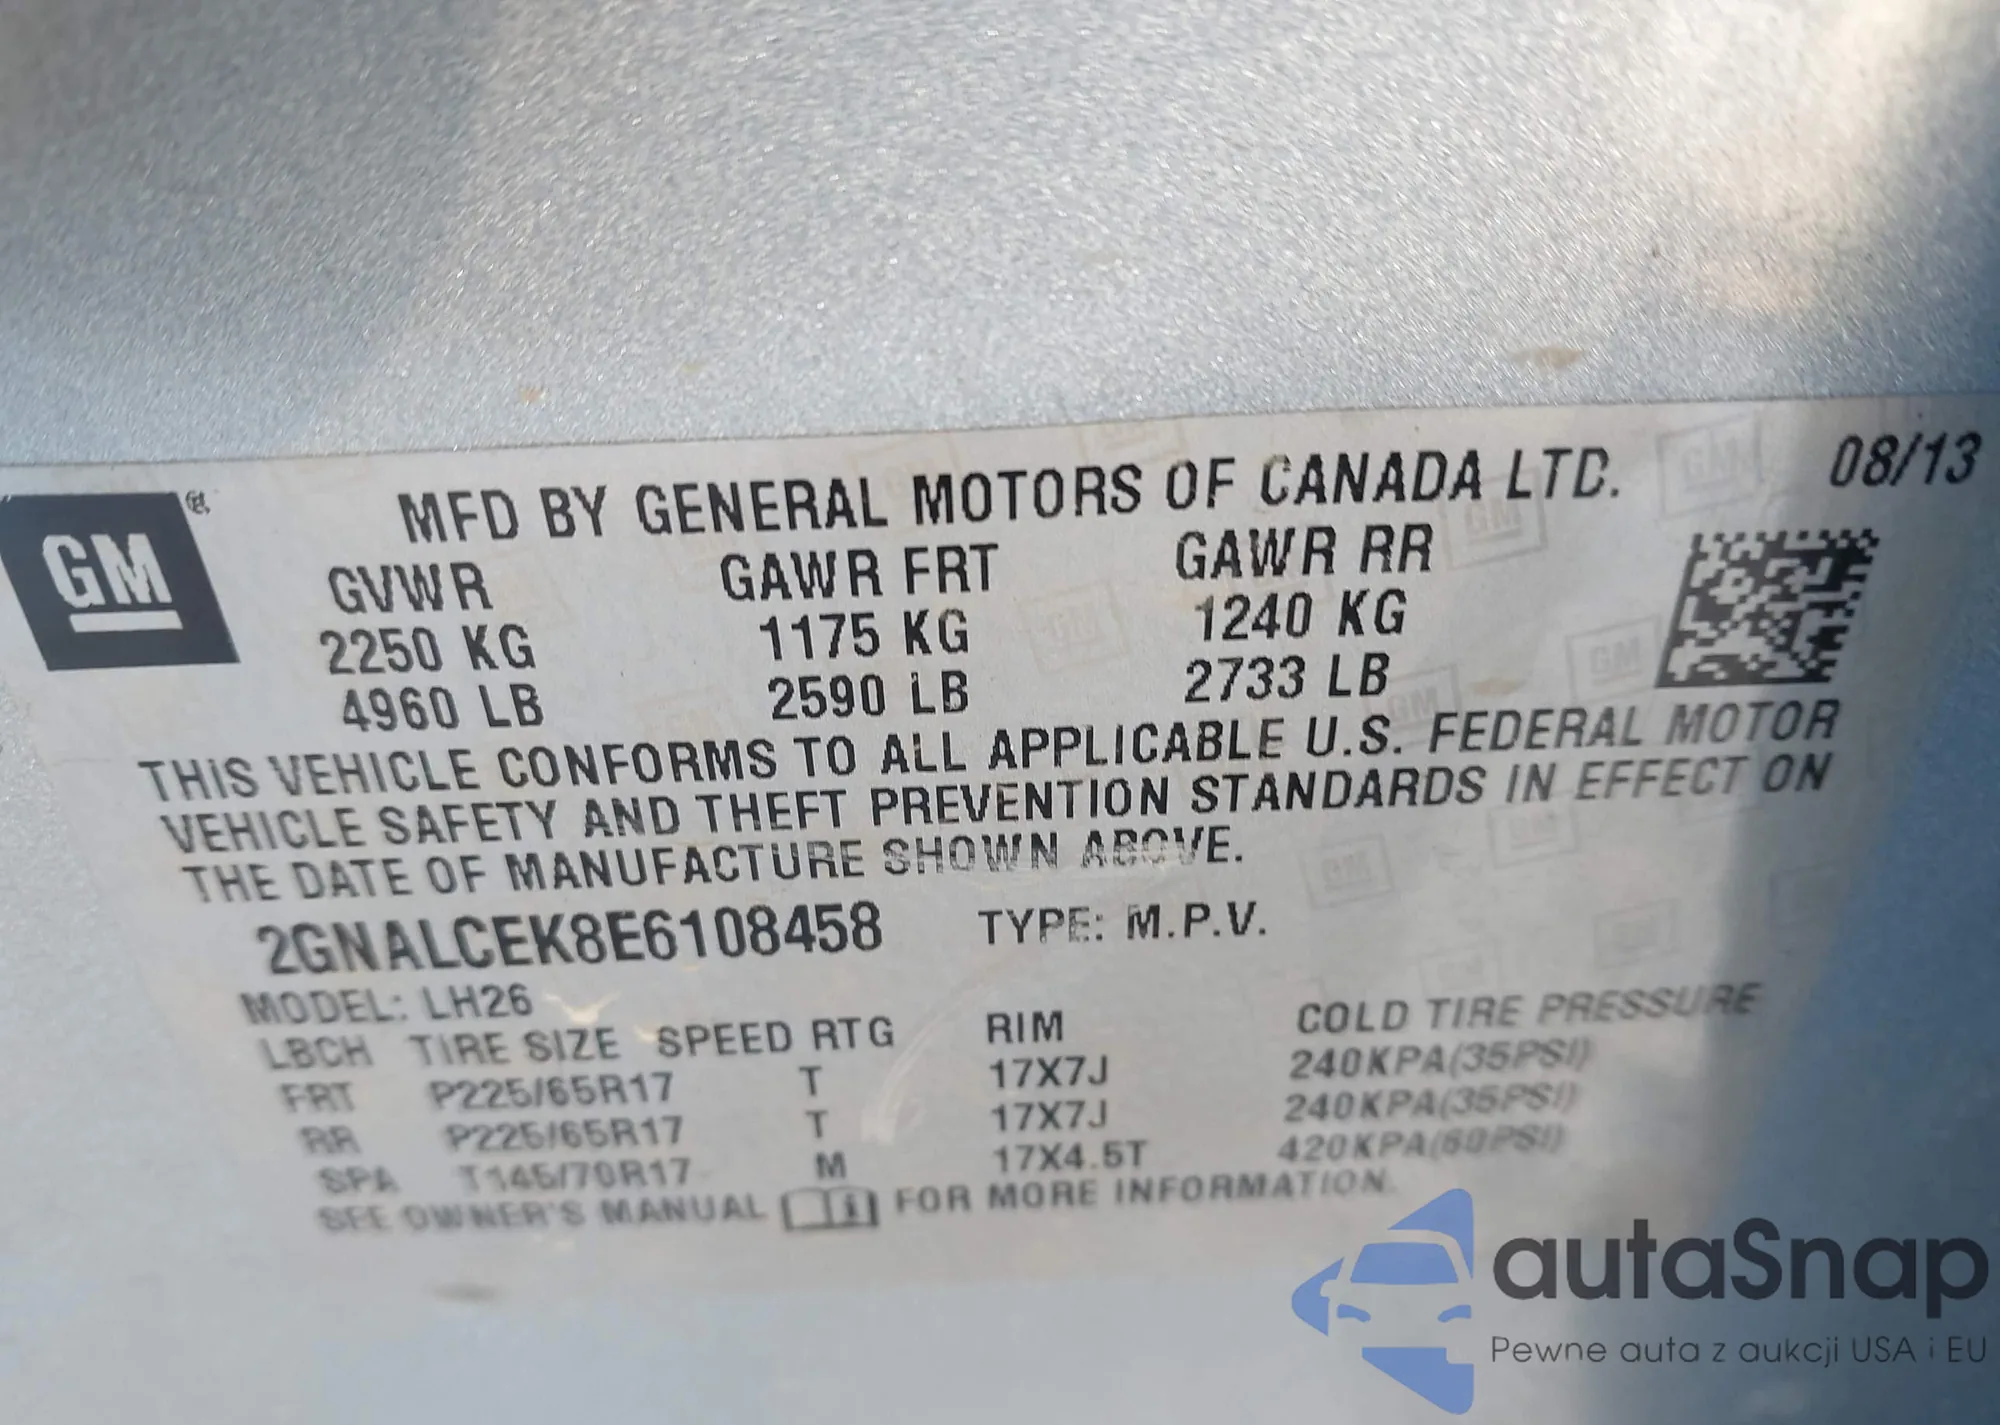 GM ®
MFD BY GENERAL MOTORS OF CANADA LTD.
08/13
GVWR GAWR FRT GAWR RR
2250 KG 1175 KG 1240 KG
4960 LB 2590 LB 2733 LB
THIS VEHICLE CONFORMS TO ALL APPLICABLE U.S. FEDERAL MOTOR
VEHICLE SAFETY AND THEFT PREVENTION STANDARDS IN EFFECT ON
THE DATE OF MANUFACTURE SHOWN ABOVE.
2GNALCEK8E6108458 TYPE: M.P.V.
MODEL: LH26
LBCH TIRE SIZE SPEED RTG RIM COLD TIRE PRESSURE
FRT P225/65R17 T 17X7J 240KPA(35PSI)
RR P225/65R17 T 17X7J 240KPA(35PSI)
SPA T145/70R17 M 17X4.5T 420KPA(60PSI)
SEE OWNER'S MANUAL FOR MORE INFORMATION.
autaSnap
Pewne auta z aukcji USA i EU